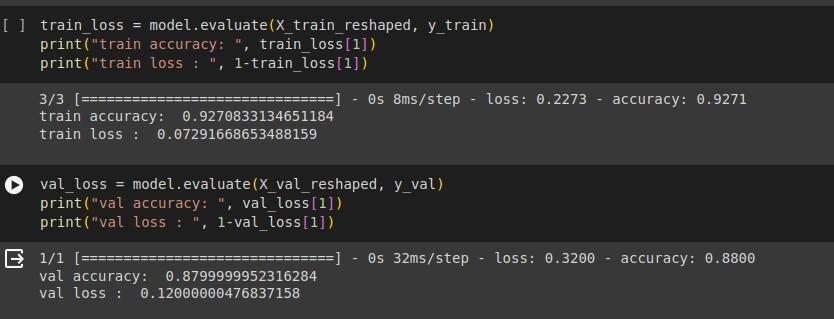 [ ] train_loss = model.evaluate(X_train_reshaped, y_train)
print("train accuracy: ", train_loss[1])
print("train loss : ", 1-train_loss[1])
3/3 [==============================] - 0s 8ms/step - loss: 0.2273 - accuracy: 0.9271
train accuracy:  0.9270833134651184
train loss :  0.07291668653488159
val_loss = model.evaluate(X_val_reshaped, y_val)
print("val accuracy: ", val_loss[1])
print("val loss : ", 1-val_loss[1])
1/1 [==============================] - 0s 32ms/step - loss: 0.3200 - accuracy: 0.8800
val accuracy:  0.8799999952316284
val loss :  0.12000000476837158